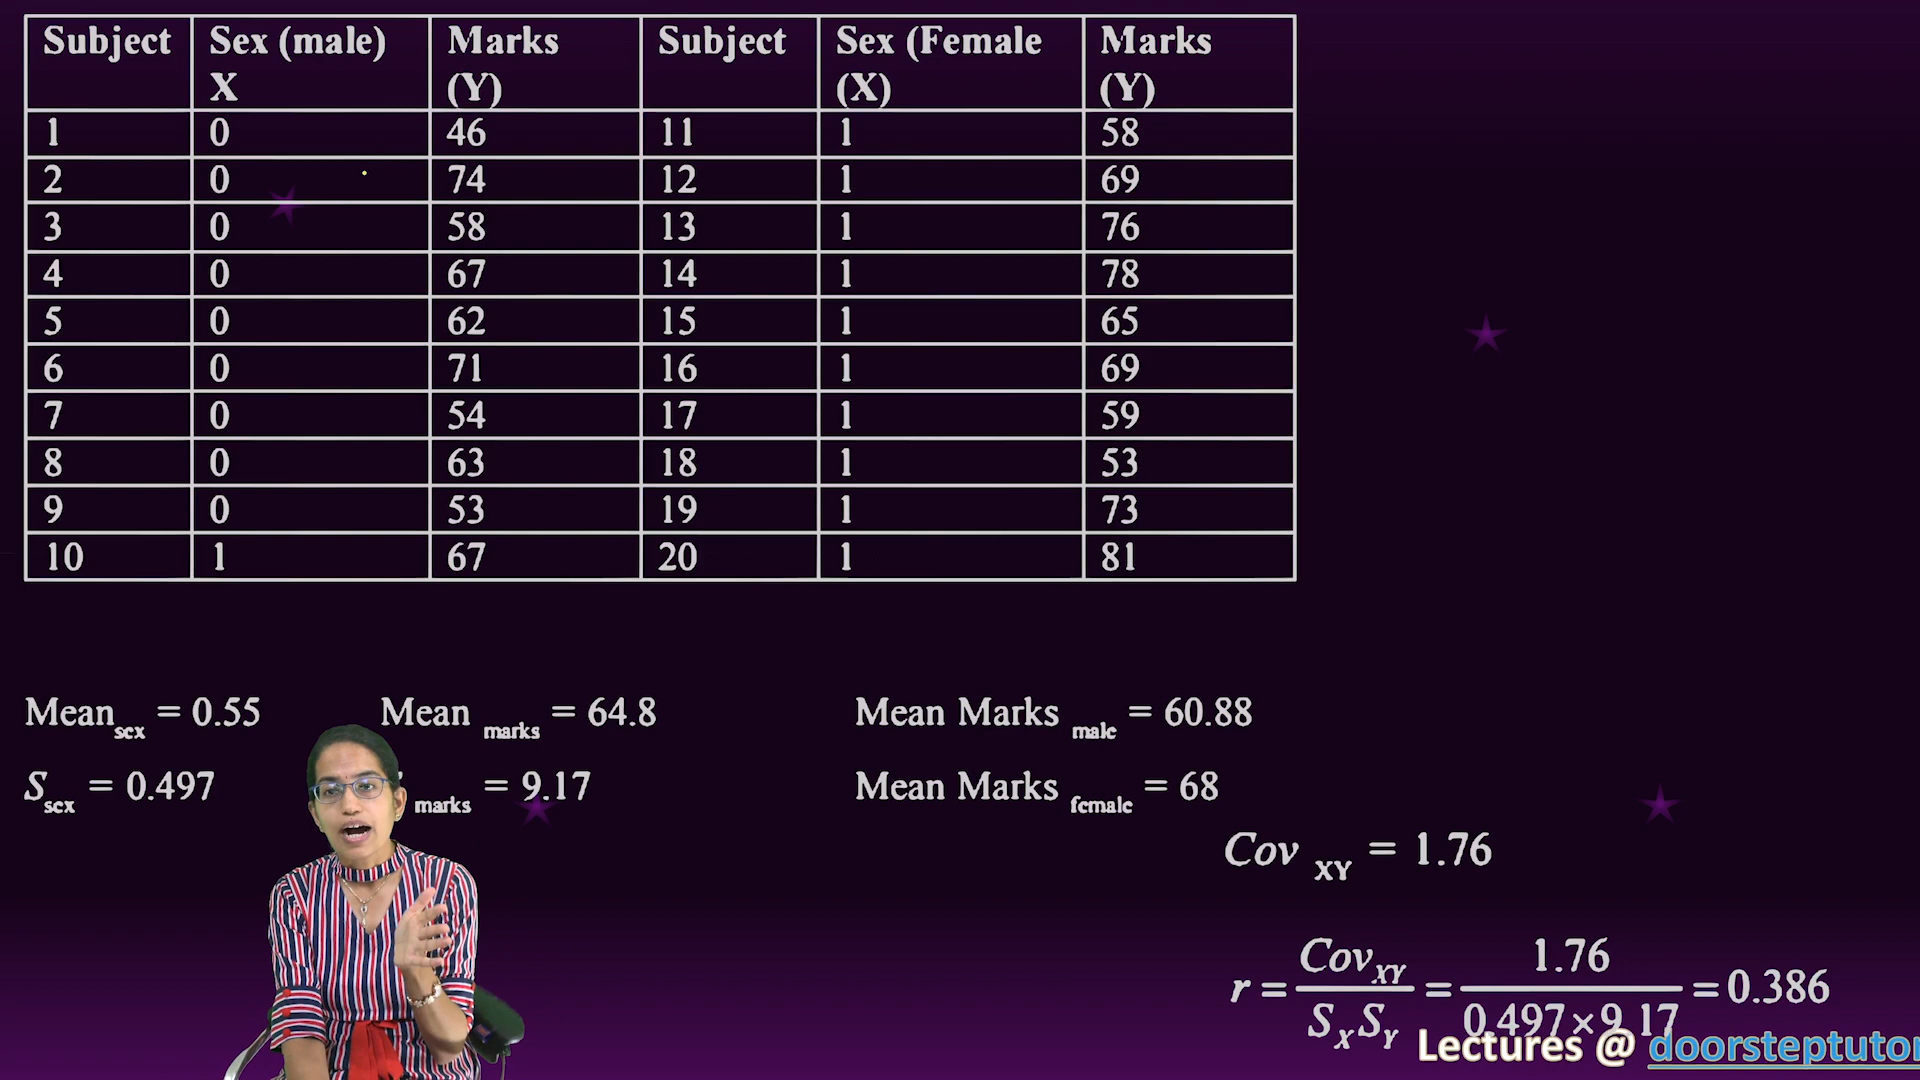 Subject Sex (male) X Marks (Y) Subject Sex (Female (X) Marks (Y)
1 0 46 11 1 58
2 0 74 12 1 69
3 0 58 13 1 76
4 0 67 14 1 78
5 0 62 15 1 65
6 0 71 16 1 69
7 0 54 17 1 59
8 0 63 18 1 53
9 0 53 19 1 73
10 1 67 20 1 81
Mean sex = 0.55 Mean marks = 64.8 Mean Marks male = 60.88
S sex = 0.497 marks = 9.17 Mean Marks female = 68
Cov XY = 1.76
r = Cov XY / S X S Y = 1.76 / 0.497×9.17 = 0.386
Lectures @ doorsteptutor